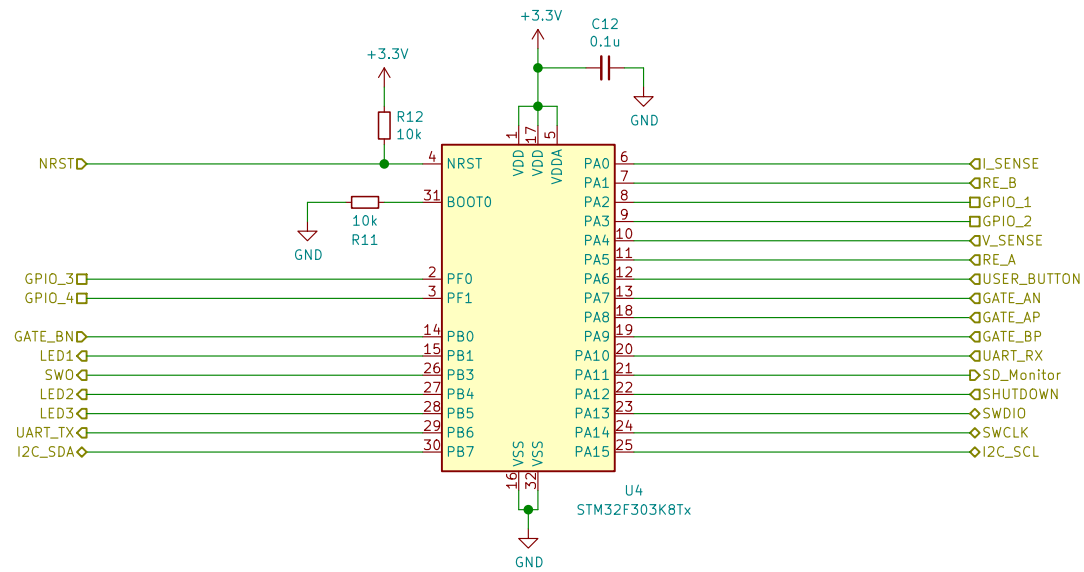 +3.3V
C12
0.1u
GND
+3.3V
R12
10k
1 17 5
VDD VDD VDDA
NRST 4 NRST
31 BOOT0
10k
R11
GND
GPIO_3 2 PF0
GPIO_4 3 PF1
GATE_BN 14 PB0
LED1 15 PB1
SWO 26 PB3
LED2 27 PB4
LED3 28 PB5
UART_TX 29 PB6
I2C_SDA 30 PB7
PA0 6 I_SENSE
PA1 7 RE_B
PA2 8 GPIO_1
PA3 9 GPIO_2
PA4 10 V_SENSE
PA5 11 RE_A
PA6 12 USER_BUTTON
PA7 13 GATE_AN
PA8 18 GATE_AP
PA9 19 GATE_BP
PA10 20 UART_RX
PA11 21 SD_Monitor
PA12 22 SHUTDOWN
PA13 23 SWDIO
PA14 24 SWCLK
PA15 25 I2C_SCL
VSS VSS
16 32
U4
STM32F303K8Tx
GND